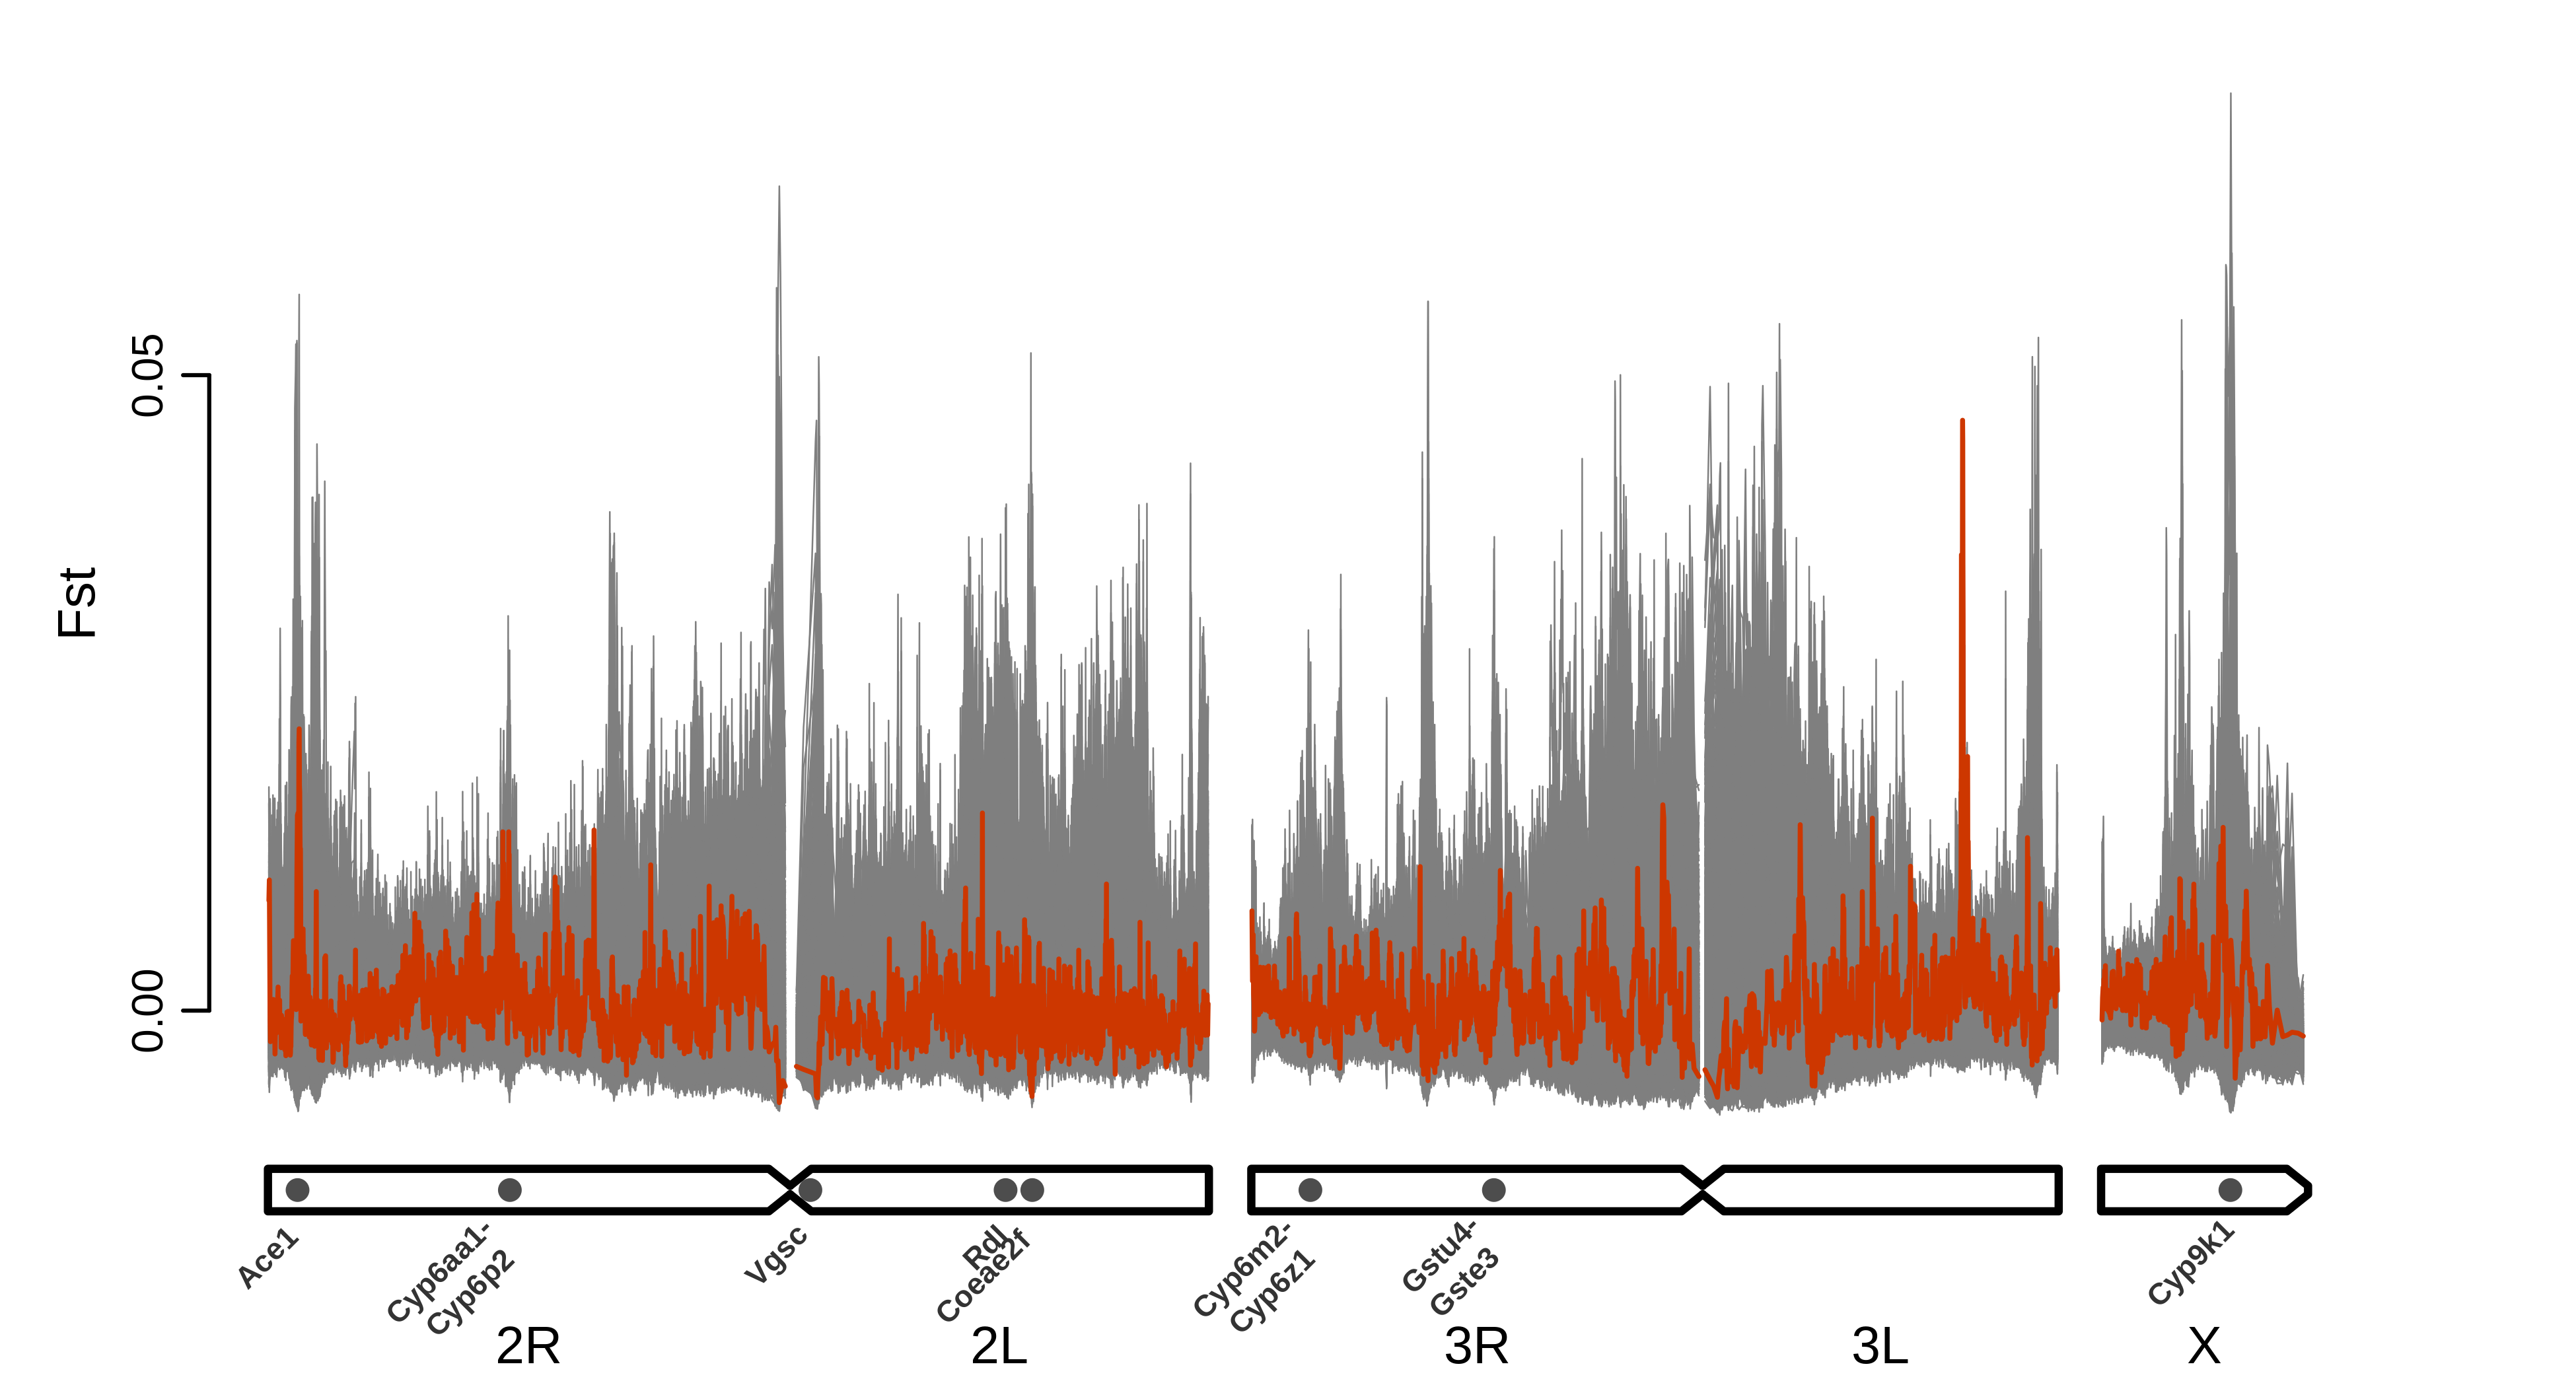 Fst
0.05
0.00
Ace1
Cyp6aa1-
Cyp6p2
Vgsc
Rdl
Coeae2f
Cyp6m2-
Cyp6z1
Gstu4-
Gste3
Cyp9k1
2R
2L
3R
3L
X